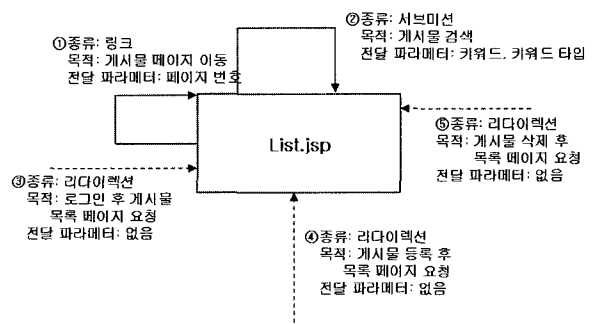 ①종류: 링크
목적: 게시물 페이지 이동
전달 파라메터: 페이지 번호
②종류: 서브미션
목적: 게시물 검색
전달 파라메터: 키워드, 키워드 타입
List.jsp
③종류: 리다이렉션
목적: 로그인 후 게시물
목록 페이지 요청
전달 파라메터: 없음
④종류: 리다이렉션
목적: 게시물 등록 후
목록 페이지 요청
전달 파라메터: 없음
⑤종류: 리다이렉션
목적: 게시물 삭제 후
목록 페이지 요청
전달 파라메터: 없음